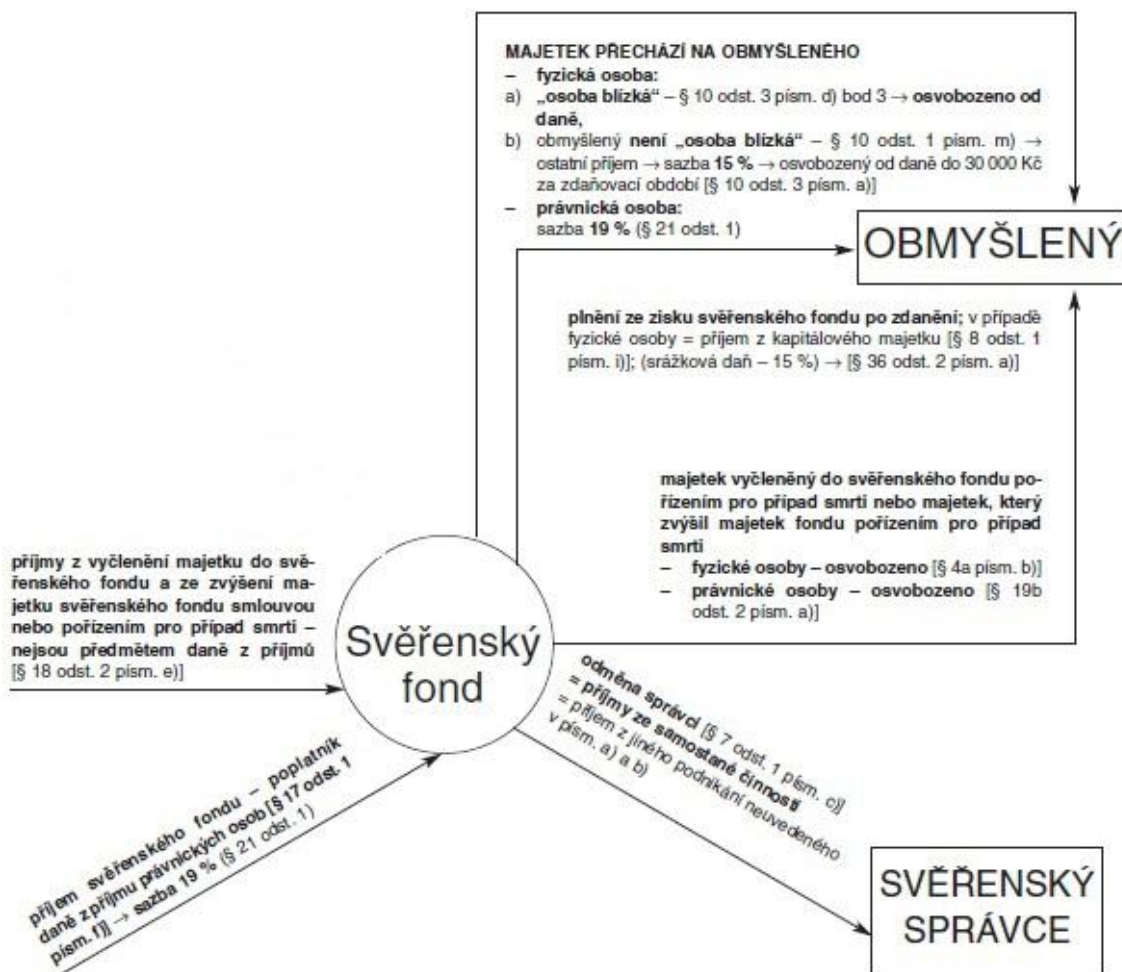 MAJETEK PŘECHÁZÍ NA OBMYŠLENÉHO
– fyzická osoba:
a) „osoba blízká“ – § 10 odst. 3 písm. d) bod 3 → osvobozeno od
daně,
b) obmyšlený není „osoba blízká“ – § 10 odst. 1 písm. m) →
ostatní příjem → sazba 15 % → osvobozený od daně do 30 000 Kč
za zdaňovací období [§ 10 odst. 3 písm. a)]
– právnická osoba:
sazba 19 % (§ 21 odst. 1)
OBMYŠLENÝ
plnění ze zisku svěřenského fondu po zdanění; v případě
fyzické osoby = příjem z kapitálového majetku [§ 8 odst. 1
písm. i)]; (srážková daň – 15 %) → [§ 36 odst. 2 písm. a)]
majetek vyčleněný do svěřenského fondu po-
řízením pro případ smrti nebo majetek, který
zvýšil majetek fondu pořízením pro případ
smrti
– fyzické osoby – osvobozeno [§ 4a písm. b)]
– právnické osoby – osvobozeno [§ 19b
odst. 2 písm. a)]
příjmy z vyčlenění majetku do svě-
řenského fondu a ze zvýšení ma-
jetku svěřenského fondu smlouvou
nebo pořízením pro případ smrti –
nejsou předmětem daně z příjmů
[§ 18 odst. 2 písm. e)]
Svěřenský
fond
odměna správci [§ 7 odst. 1 písm. c)]
= příjmy ze samostané činnosti
= příjem z jiného podnikání neuvedeného
v písm. a) a b)
příjem svěřenského fondu – poplatník
daně z příjmu právnických osob [§ 17 odst. 1
písm. f)] → sazba 19 % (§ 21 odst. 1)
SVĚŘENSKÝ
SPRÁVCE